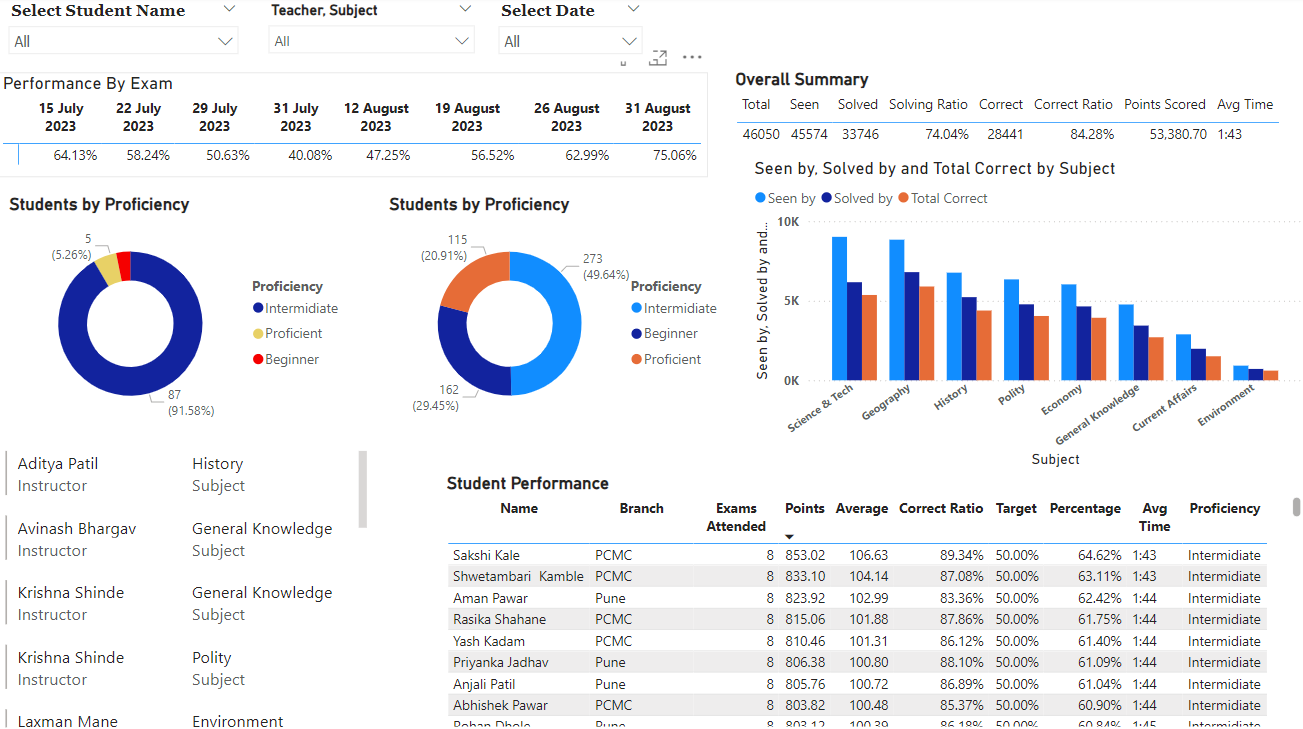 Select Student Name
Teacher, Subject
Select Date
All
All
All
Performance By Exam
15 July 2023 22 July 2023 29 July 2023 31 July 2023 12 August 2023 19 August 2023 26 August 2023 31 August 2023
64.13% 58.24% 50.63% 40.08% 47.25% 56.52% 62.99% 75.06%
Overall Summary
Total Seen Solved Solving Ratio Correct Correct Ratio Points Scored Avg Time
46050 45574 33746 74.04% 28441 84.28% 53,380.70 1:43
Students by Proficiency
5
(5.26%)
87
(91.58%)
Proficiency
Intermidiate
Proficient
Beginner
Students by Proficiency
115
(20.91%)
273
(49.64%)
162
(29.45%)
Proficiency
Intermidiate
Beginner
Proficient
Seen by, Solved by and Total Correct by Subject
Seen by Solved by Total Correct
Seen by, Solved by and...
10K
5K
0K
Science & Tech
Geography
History
Polity
Economy
General Knowledge
Current Affairs
Environment
Subject
Aditya Patil History
Instructor Subject
Avinash Bhargav General Knowledge
Instructor Subject
Krishna Shinde General Knowledge
Instructor Subject
Krishna Shinde Polity
Instructor Subject
Laxman Mane Environment
Student Performance
Name Branch Exams Attended Points Average Correct Ratio Target Percentage Avg Time Proficiency
Sakshi Kale PCMC 8 853.02 106.63 89.34% 50.00% 64.62% 1:43 Intermidiate
Shwetambari Kamble PCMC 8 833.10 104.14 87.08% 50.00% 63.11% 1:43 Intermidiate
Aman Pawar Pune 8 823.92 102.99 83.36% 50.00% 62.42% 1:44 Intermidiate
Rasika Shahane PCMC 8 815.06 101.88 87.86% 50.00% 61.75% 1:44 Intermidiate
Yash Kadam PCMC 8 810.46 101.31 86.12% 50.00% 61.40% 1:44 Intermidiate
Priyanka Jadhav Pune 8 806.38 100.80 88.10% 50.00% 61.09% 1:44 Intermidiate
Anjali Patil Pune 8 805.76 100.72 86.89% 50.00% 61.04% 1:44 Intermidiate
Abhishek Pawar PCMC 8 803.82 100.48 85.37% 50.00% 60.90% 1:44 Intermidiate
Rohan Dhole Pune 8 803.12 100.39 86.18% 50.00% 60.84% 1:45 Intermidiate